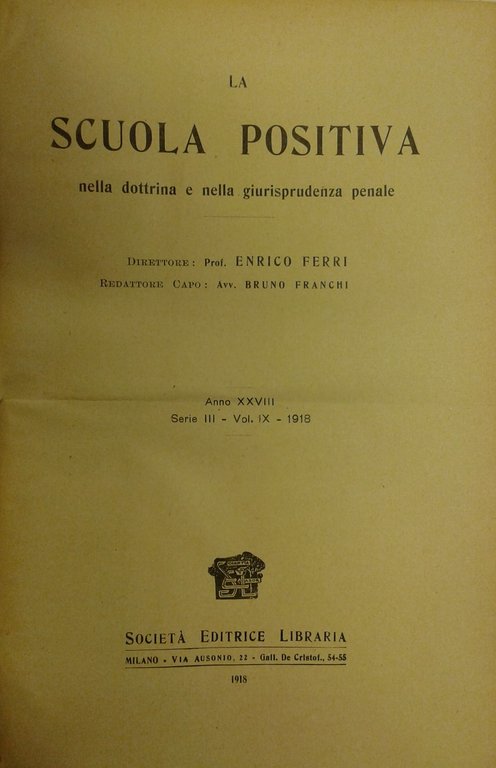 LA
SCUOLA POSITIVA
nella dottrina e nella giurisprudenza penale
DIRETTORE: Prof. ENRICO FERRI
REDATTORE CAPO: Avv. BRUNO FRANCHI
Anno XXVIII
Serie III - Vol. IX - 1918
SOCIETÀ EDITRICE LIBRARIA
MILANO - VIA AUSONIO, 22 - Gall. De Cristof., 54-55
1918